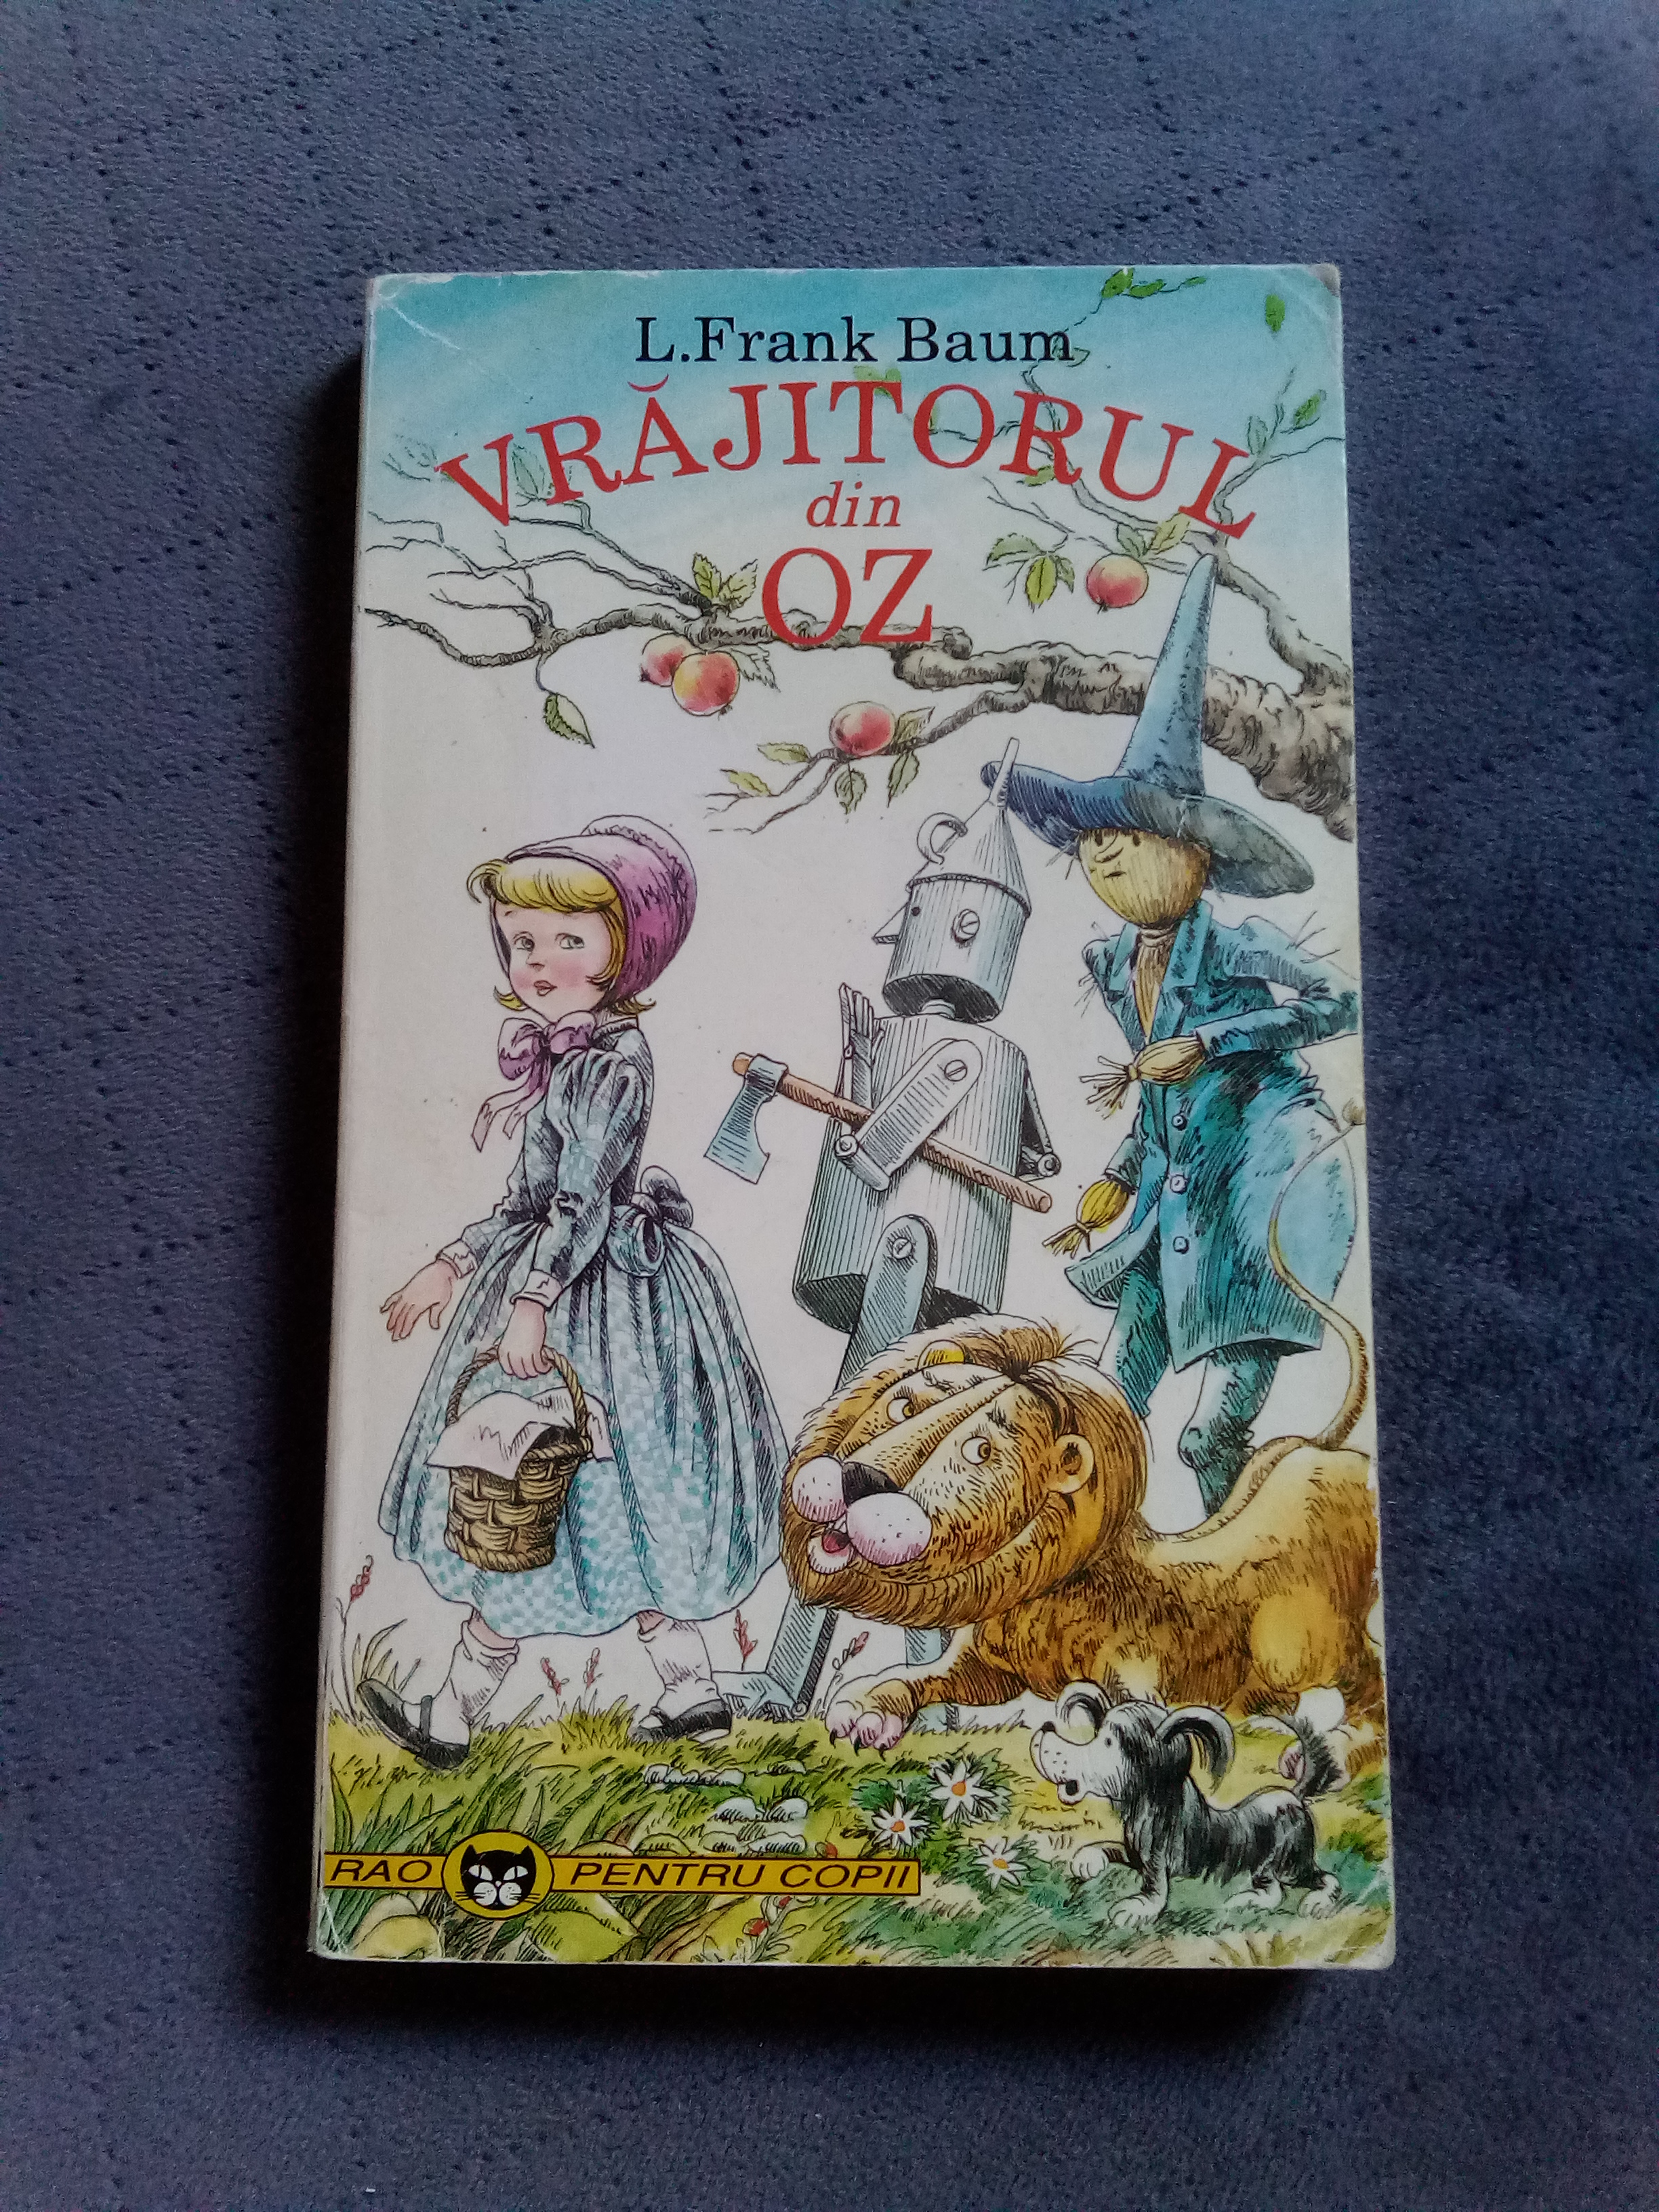 L.Frank Baum
VRĂJITORUL
din
OZ
RAO PENTRU COPII